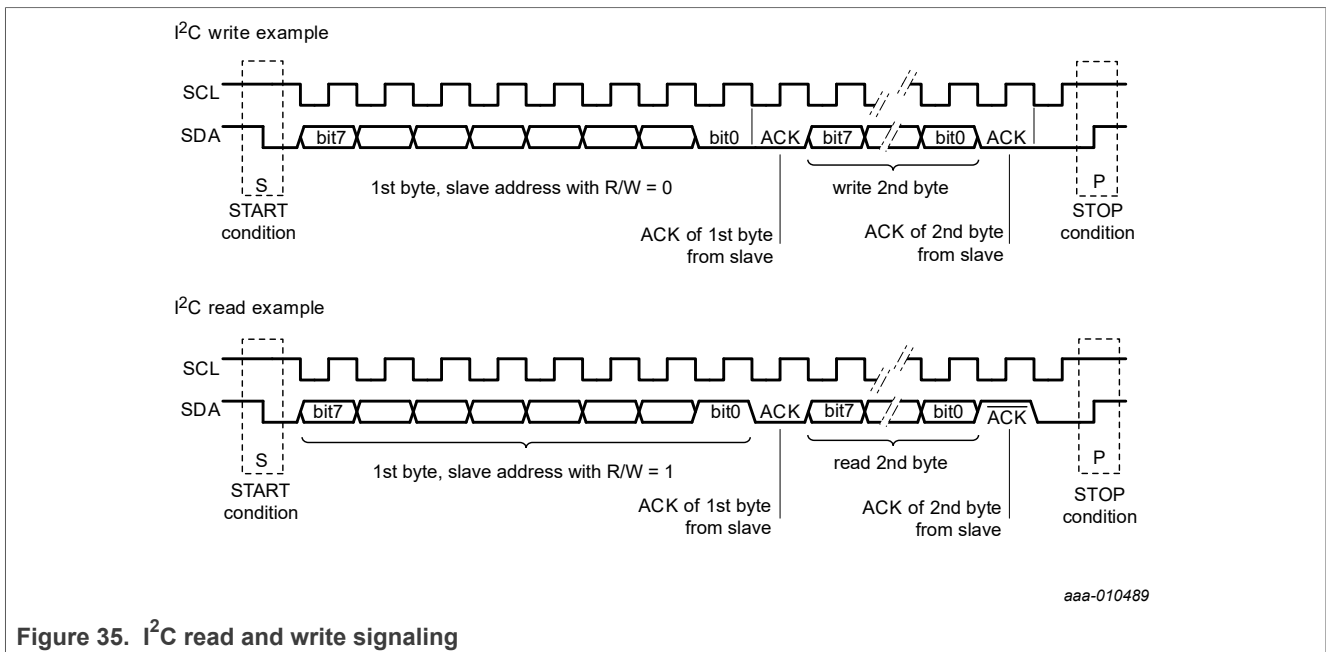 I²C write example
SCL
SDA bit7 bit0 ACK bit7 bit0 ACK
S 1st byte, slave address with R/W = 0 write 2nd byte P
START
condition
STOP
condition
ACK of 1st byte
from slave
ACK of 2nd byte
from slave
I²C read example
SCL
SDA bit7 bit0 ACK bit7 bit0 A̅C̅K̅
S 1st byte, slave address with R/W = 1 read 2nd byte P
START
condition
STOP
condition
ACK of 1st byte
from slave
ACK of 2nd byte
from slave
aaa-010489
Figure 35. I²C read and write signaling